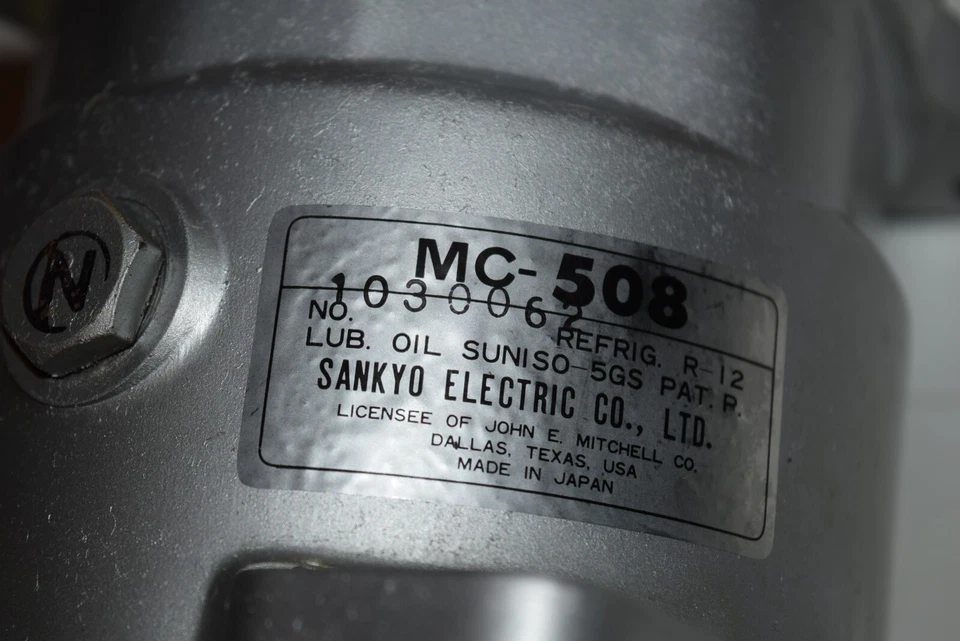 N
MC-508
NO. 1030062 REFRIG. R-12
LUB. OIL SUNISO-5GS PAT. P.
SANKYO ELECTRIC CO., LTD.
LICENSEE OF JOHN E. MITCHELL CO.
DALLAS, TEXAS, USA
MADE IN JAPAN